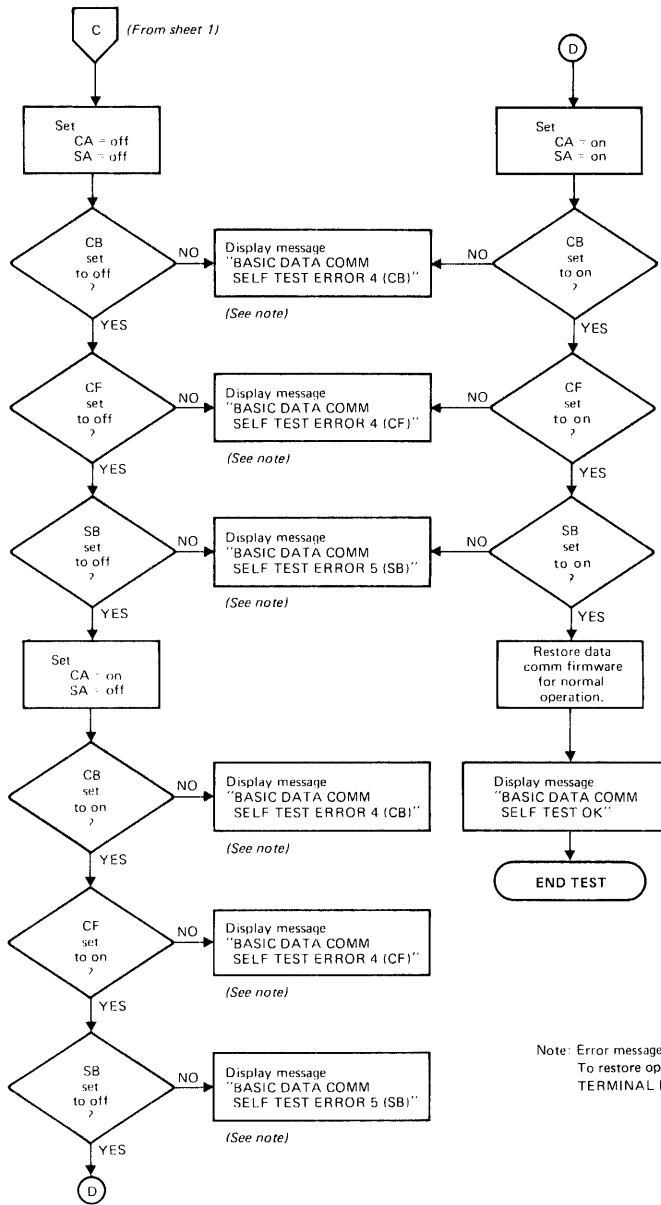 C
(From sheet 1)
Set
CA = off
SA = off
CB
set
to off
?
NO
Display message
"BASIC DATA COMM
SELF TEST ERROR 4 (CB)"
(See note)
YES
CF
set
to off
?
NO
Display message
"BASIC DATA COMM
SELF TEST ERROR 4 (CF)"
(See note)
YES
SB
set
to off
?
NO
Display message
"BASIC DATA COMM
SELF TEST ERROR 5 (SB)"
(See note)
YES
Set
CA = on
SA = off
CB
set
to on
?
NO
Display message
"BASIC DATA COMM
SELF TEST ERROR 4 (CB)"
(See note)
YES
CF
set
to on
?
NO
Display message
"BASIC DATA COMM
SELF TEST ERROR 4 (CF)"
(See note)
YES
SB
set
to off
?
NO
Display message
"BASIC DATA COMM
SELF TEST ERROR 5 (SB)"
(See note)
YES
D
D
Set
CA = on
SA = on
CB
set
to on
?
NO
YES
CF
set
to on
?
NO
YES
SB
set
to on
?
NO
YES
Restore data
comm firmware
for normal
operation.
Display message
"BASIC DATA COMM
SELF TEST OK"
END TEST
Note: Error message
To restore
TERMINAL